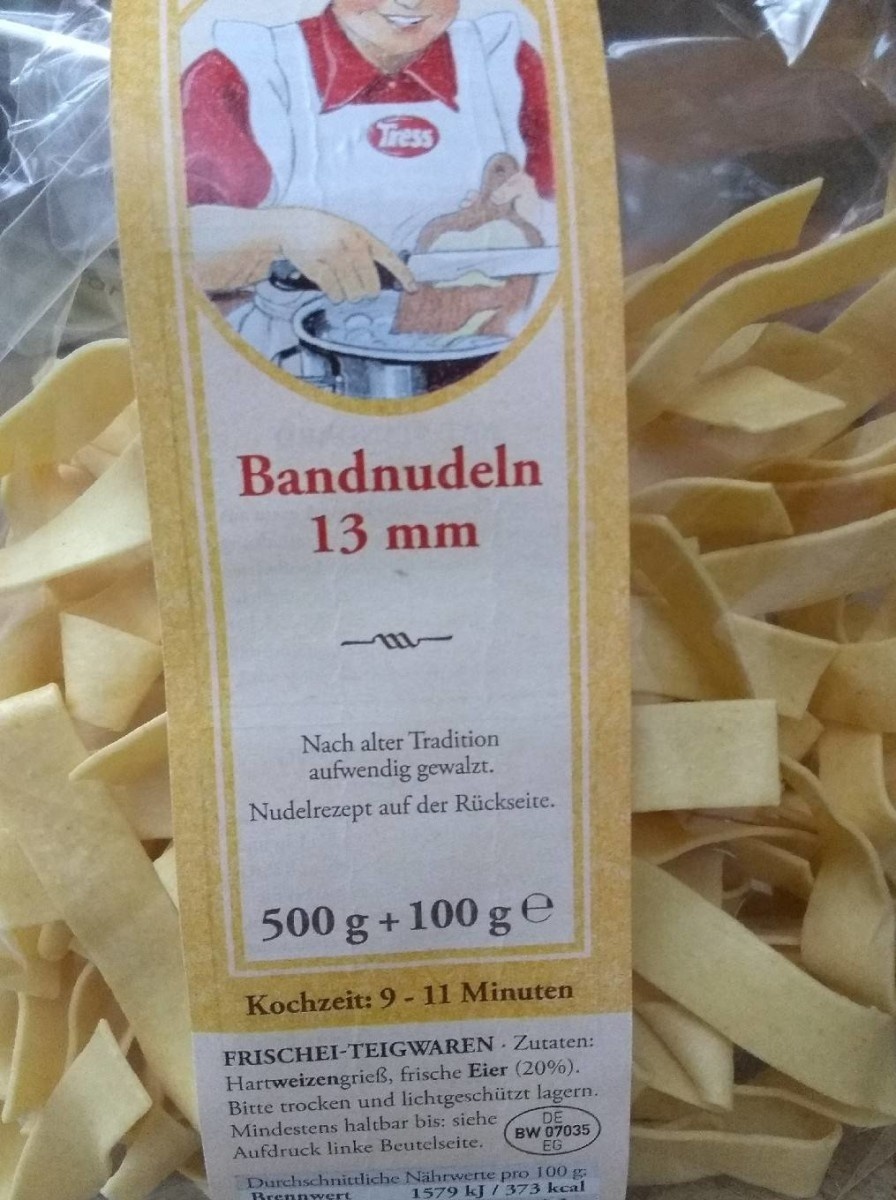 Tress
Bandnudeln
13 mm
Nach alter Tradition
aufwendig gewalzt.
Nudelrezept auf der Rückseite.
500 g + 100 g ℮
Kochzeit: 9 - 11 Minuten
FRISCHEI-TEIGWAREN · Zutaten:
Hartweizengrieß, frische Eier (20%).
Bitte trocken und lichtgeschützt lagern.
Mindestens haltbar bis: siehe
Aufdruck linke Beutelseite.
DE
BW 07035
EG
Durchschnittliche Nährwerte pro 100 g:
Brennwert 1579 kJ / 373 kcal